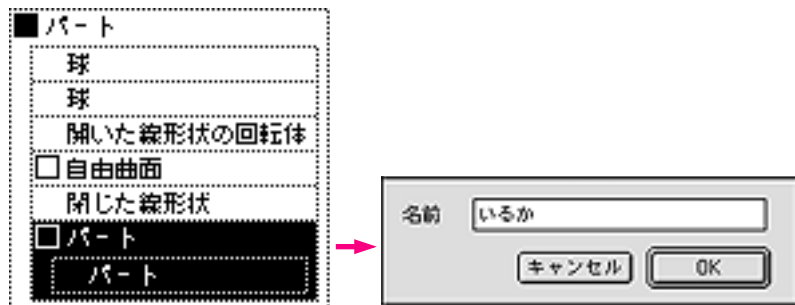 パート
球
球
開いた線形状の回転体
自由曲面
閉じた線形状
パート
パート
名前 いるか
キャンセル OK